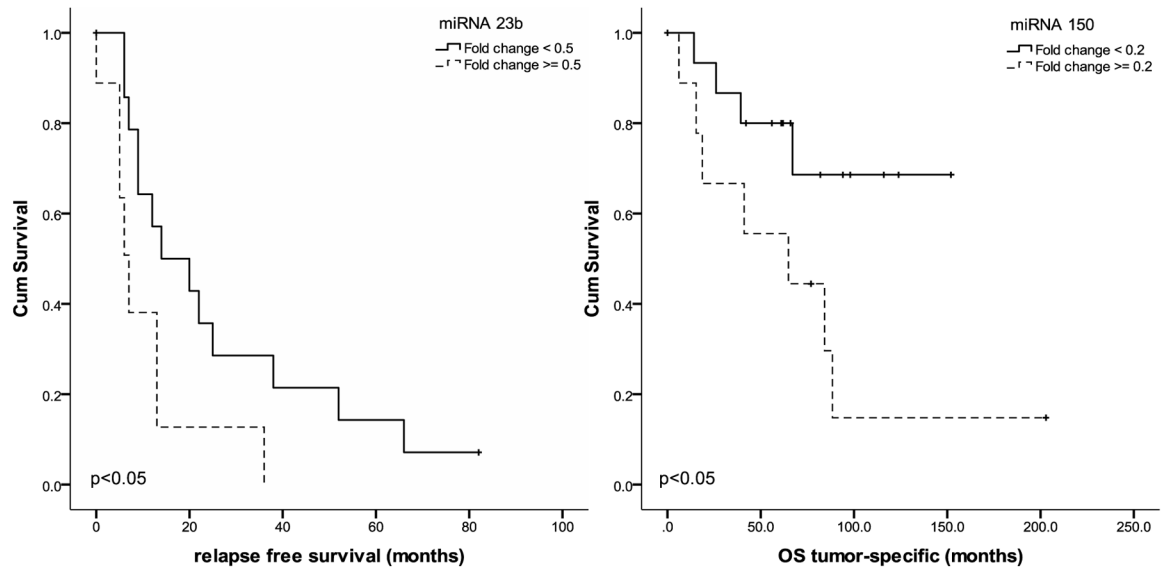 miRNA 23b
Fold change < 0.5
Fold change >= 0.5
Cum Survival
1.0
0.8
0.6
0.4
0.2
0.0
p<0.05
0
20
40
60
80
100
relapse free survival (months)
miRNA 150
Fold change < 0.2
Fold change >= 0.2
Cum Survival
1.0
0.8
0.6
0.4
0.2
0.0
p<0.05
.0
50.0
100.0
150.0
200.0
250.0
OS tumor-specific (months)